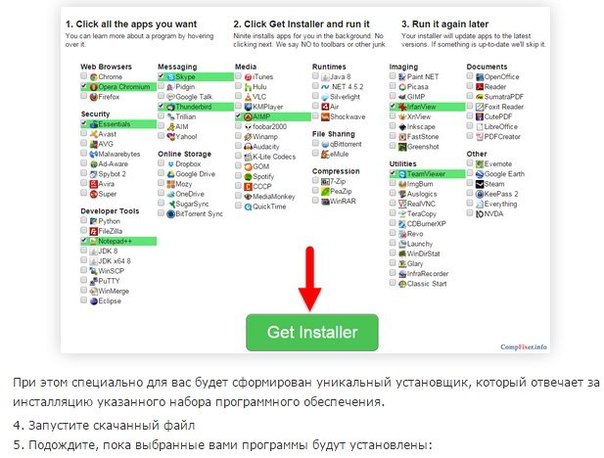 1. Click all the apps you want
You can learn more about a program by hovering
over it.
2. Click Get Installer and run it
Ninite installs apps for you in the background. No
clicking next. We say NO to toolbars or other junk.
3. Run it again later
Your installer will update apps to the latest
versions. If something is up-to-date we'll skip it.
Web Browsers
Chrome
Opera Chromium
Firefox
Security
Essentials
Avast
AVG
Malwarebytes
Ad-Aware
Spybot 2
Avira
Super
Developer Tools
Python
FileZilla
Notepad++
JDK 8
JDK x64 8
WinSCP
PuTTY
WinMerge
Eclipse
Messaging
Skype
Pidgin
Google Talk
Thunderbird
Trillian
AIM
Yahoo!
Online Storage
Dropbox
Google Drive
Mozy
OneDrive
SugarSync
BitTorrent Sync
Media
iTunes
Hulu
VLC
KMPlayer
AIMP
foobar2000
Winamp
Audacity
K-Lite Codecs
GOM
Spotify
CCCP
MediaMonkey
QuickTime
Runtimes
Java 8
.NET 4.5.2
Silverlight
Air
Shockwave
File Sharing
qBittorrent
eMule
Compression
7-Zip
PeaZip
WinRAR
Imaging
Paint.NET
Picasa
GIMP
IrfanView
XnView
Inkscape
FastStone
Greenshot
Utilities
TeamViewer
ImgBurn
Auslogics
RealVNC
TeraCopy
CDBurnerXP
Revo
Launchy
WinDirStat
Glary
InfraRecorder
Classic Start
Documents
OpenOffice
Reader
SumatraPDF
Foxit Reader
CutePDF
LibreOffice
PDFCreator
Other
Evernote
Google Earth
Steam
KeePass 2
Everything
NVDA
Get Installer
CompFixer.info
При этом специально для вас будет сформирован уникальный установщик, который отвечает за
инсталляцию указанного набора программного обеспечения.
4. Запустите скачанный файл
5. Подождите, пока выбранные вами программы будут установлены: